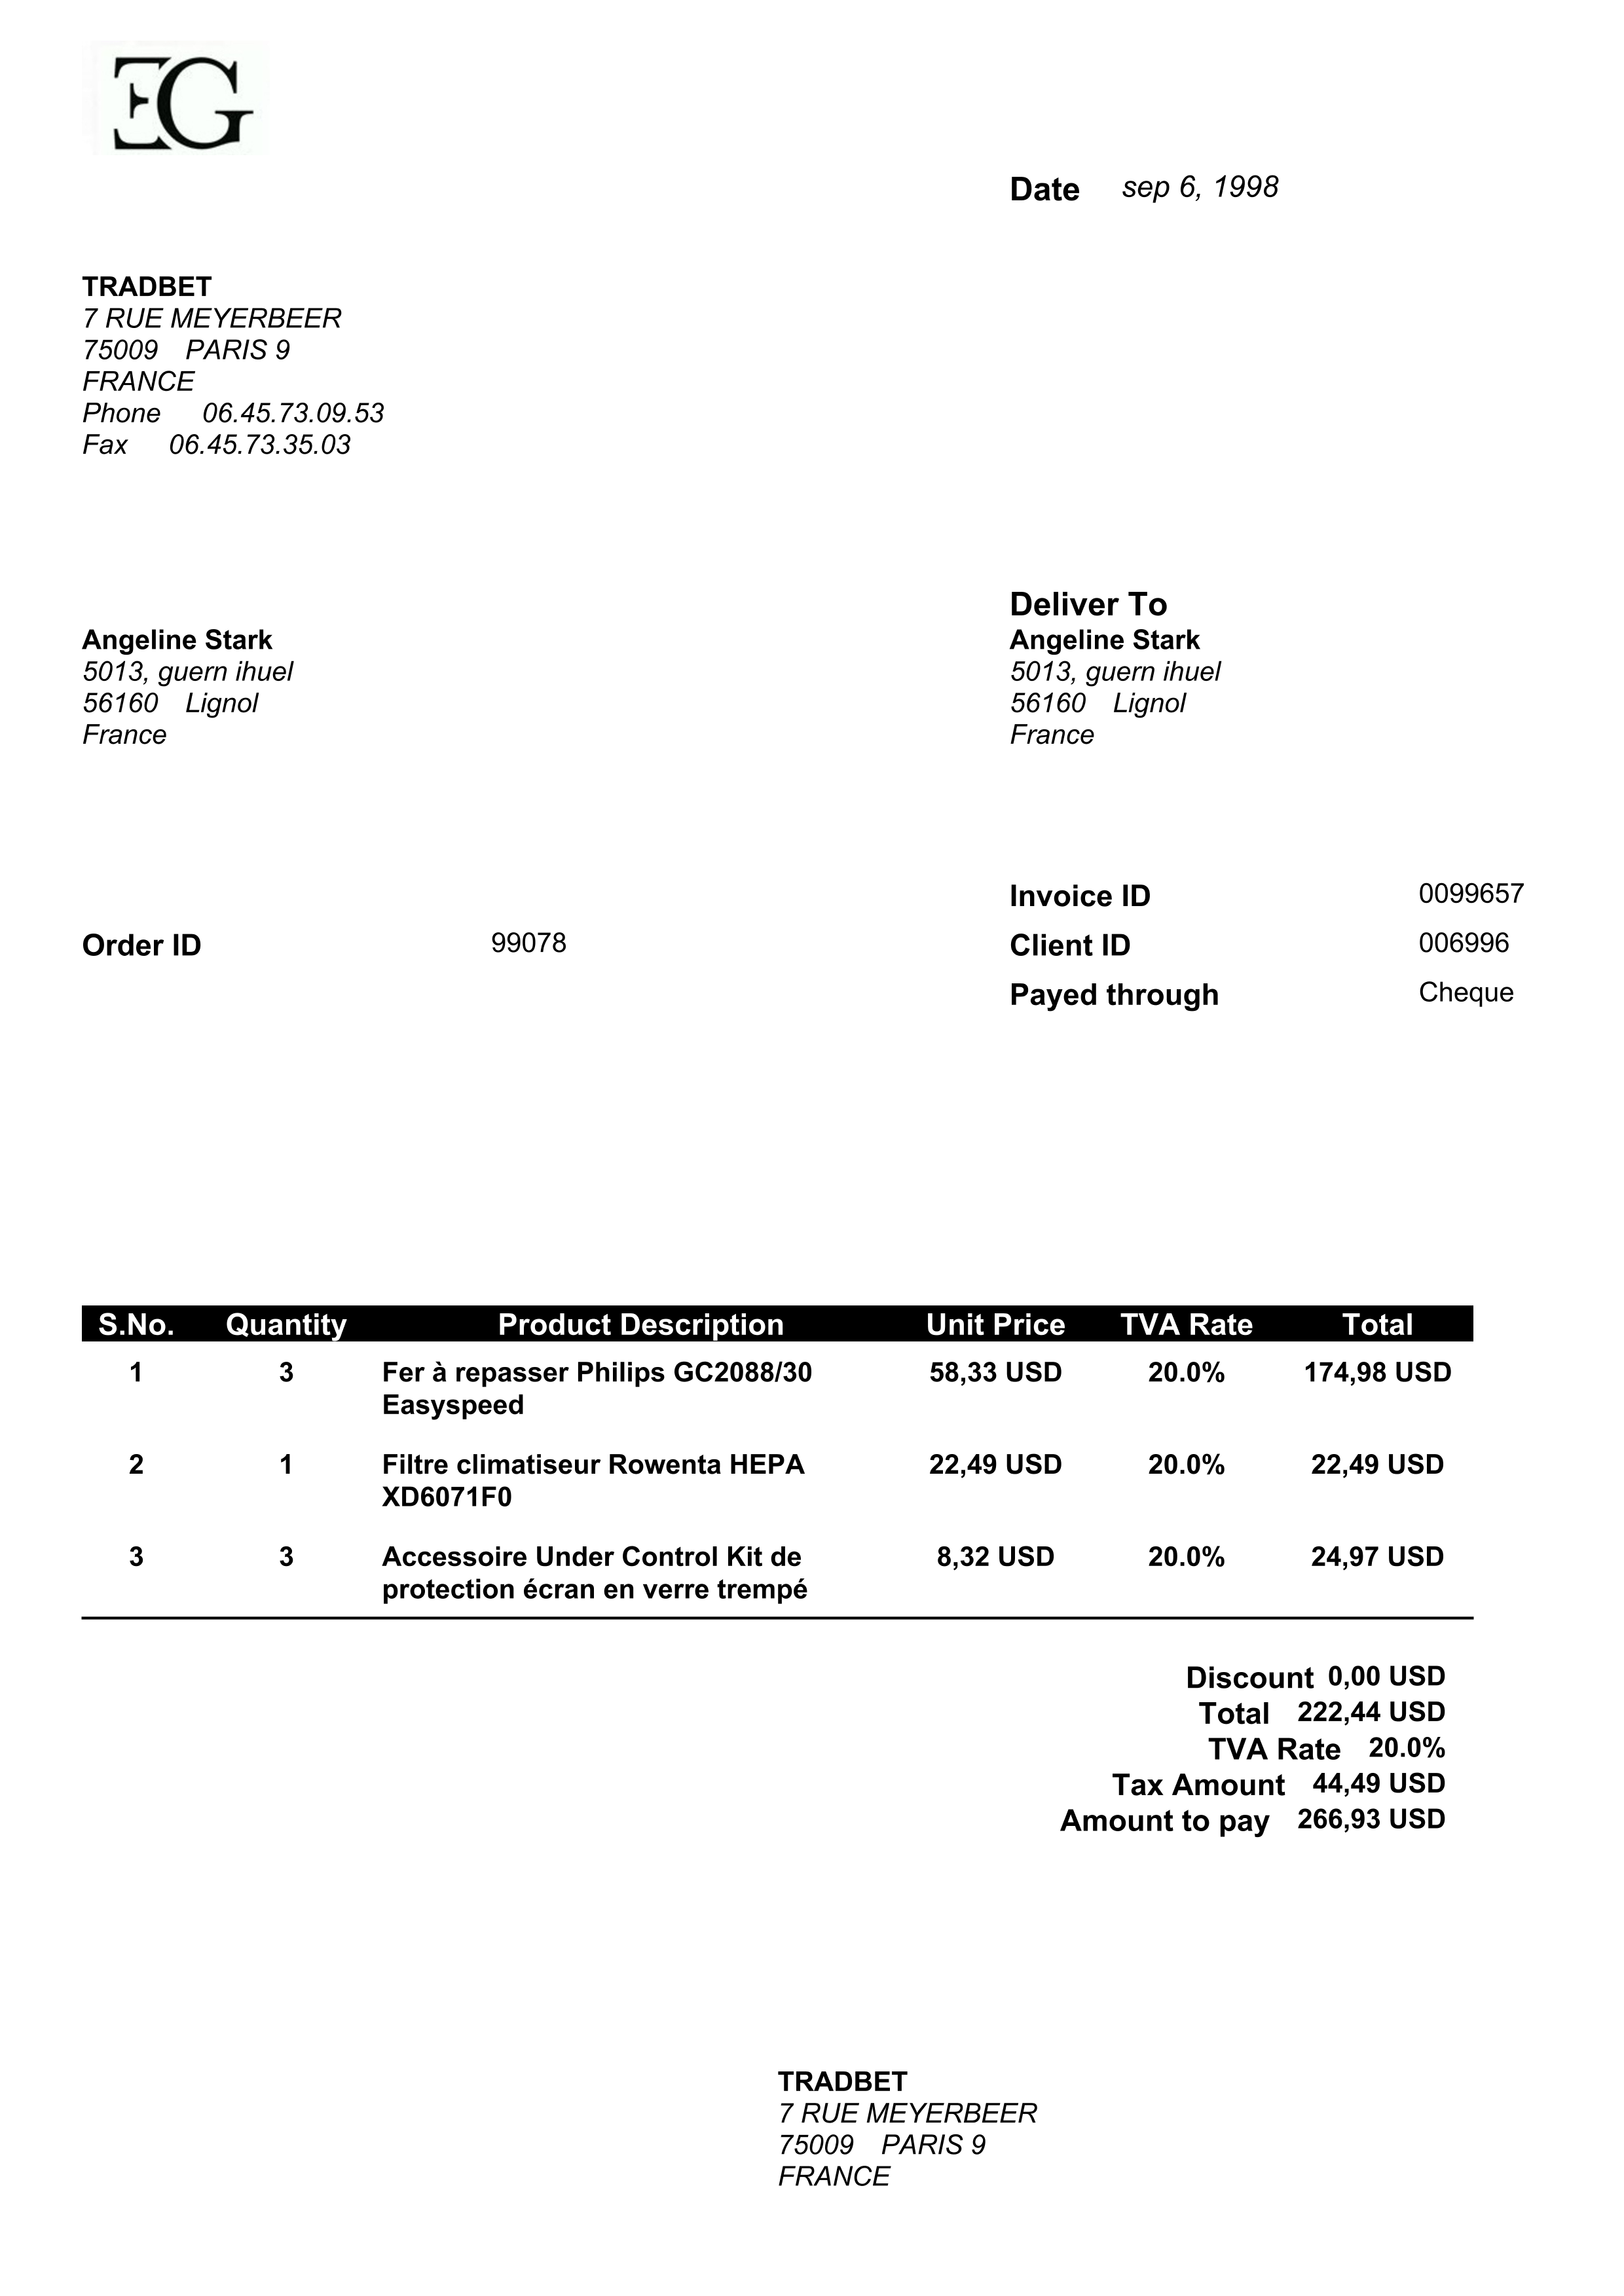 EG
Date sep 6, 1998
TRADBET
7 RUE MEYERBEER
75009 PARIS 9
FRANCE
Phone 06.45.73.09.53
Fax 06.45.73.35.03
Angeline Stark
5013, guern ihuel
56160 Lignol
France
Deliver To
Angeline Stark
5013, guern ihuel
56160 Lignol
France
Order ID 99078
Invoice ID 0099657
Client ID 006996
Payed through Cheque
S.No. Quantity Product Description Unit Price TVA Rate Total
1 3 Fer à repasser Philips GC2088/30 58,33 USD 20.0% 174,98 USD
Easyspeed
2 1 Filtre climatiseur Rowenta HEPA 22,49 USD 20.0% 22,49 USD
XD6071F0
3 3 Accessoire Under Control Kit de 8,32 USD 20.0% 24,97 USD
protection écran en verre trempé
Discount 0,00 USD
Total 222,44 USD
TVA Rate 20.0%
Tax Amount 44,49 USD
Amount to pay 266,93 USD
TRADBET
7 RUE MEYERBEER
75009 PARIS 9
FRANCE